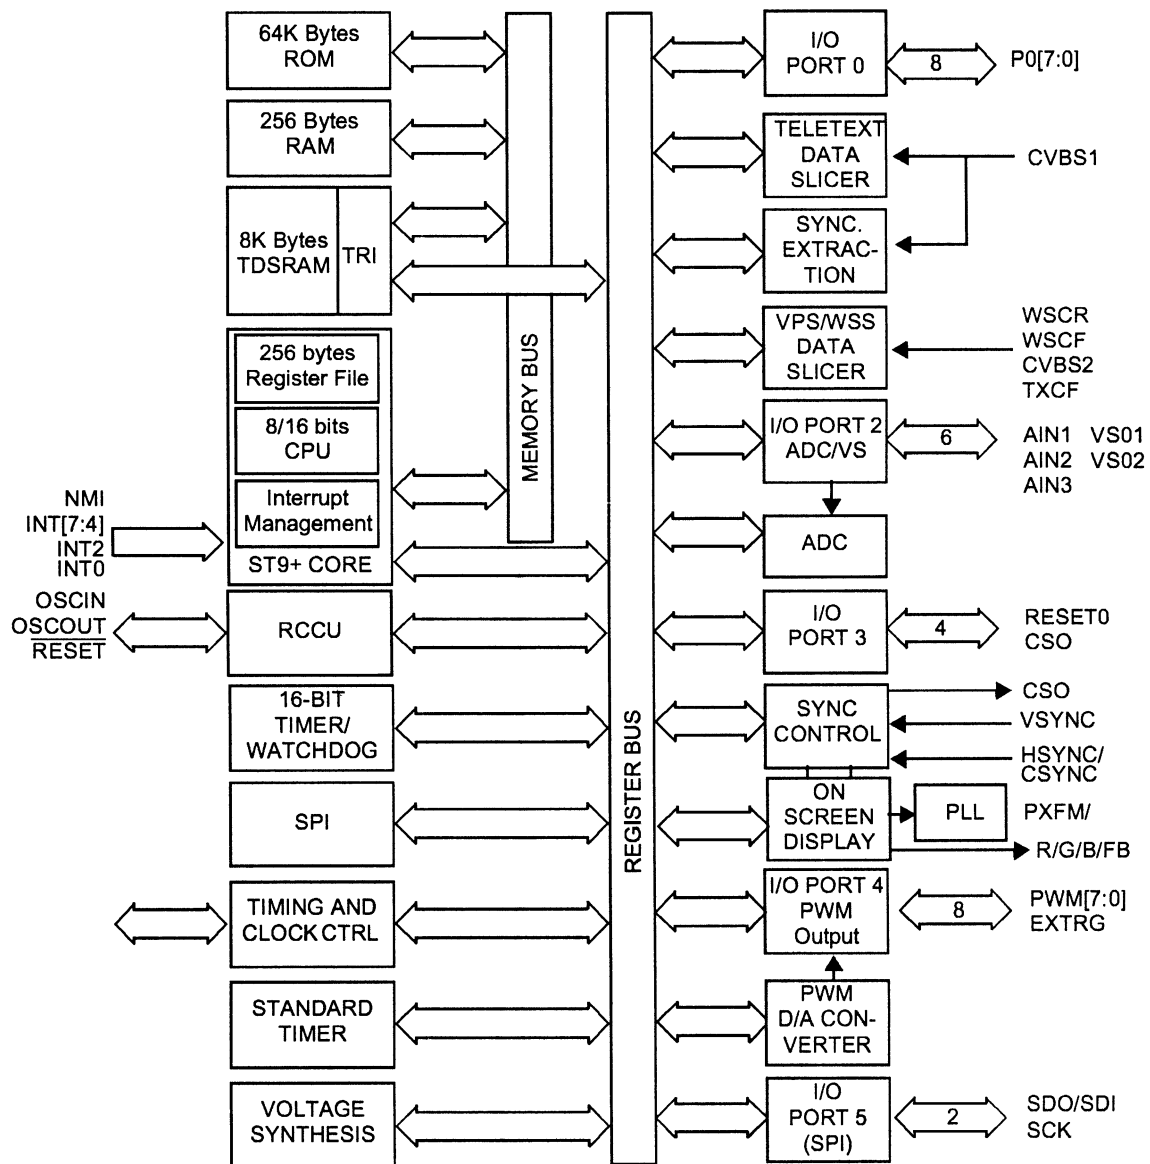 64K Bytes
ROM
256 Bytes
RAM
8K Bytes
TDSRAM
TRI
256 bytes
Register File
8/16 bits
CPU
Interrupt
Management
ST9+ CORE
NMI
INT[7:4]
INT2
INT0
OSCIN
OSCOUT
RESET
RCCU
16-BIT
TIMER/
WATCHDOG
SPI
TIMING AND
CLOCK CTRL
STANDARD
TIMER
VOLTAGE
SYNTHESIS
MEMORY BUS
REGISTER BUS
I/O
PORT 0
8
P0[7:0]
TELETEXT
DATA
SLICER
CVBS1
SYNC.
EXTRAC-
TION
VPS/WSS
DATA
SLICER
WSCR
WSCF
CVBS2
TXCF
I/O PORT 2
ADC/VS
6
AIN1 VS01
AIN2 VS02
AIN3
ADC
I/O
PORT 3
4
RESET0
CSO
SYNC
CONTROL
CSO
VSYNC
HSYNC/
CSYNC
ON
SCREEN
DISPLAY
PLL
PXFM/
R/G/B/FB
I/O PORT 4
PWM
Output
8
PWM[7:0]
EXTRG
PWM
D/A CON-
VERTER
I/O
PORT 5
(SPI)
2
SDO/SDI
SCK